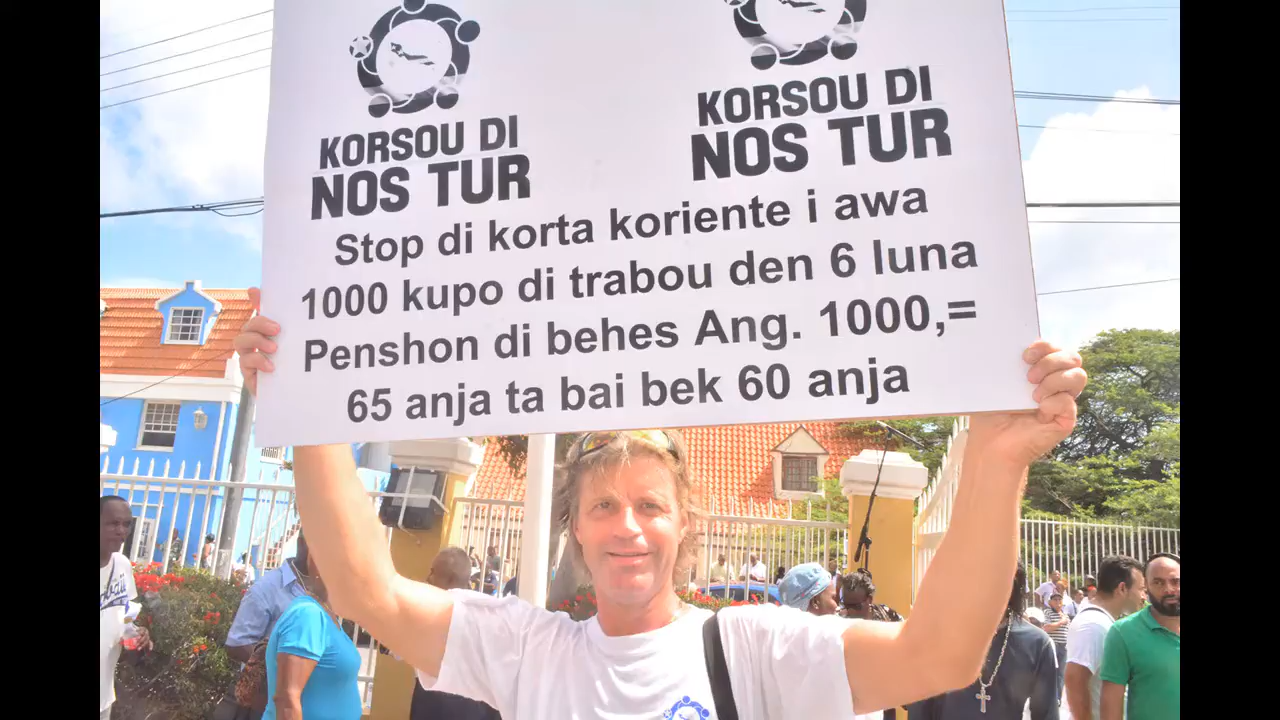 KORSOU DI
NOS TUR
KORSOU DI
NOS TUR
Stop di korta koriente i awa
1000 kupo di trabou den 6 luna
Penshon di behes Ang. 1000,=
65 anja ta bai bek 60 anja